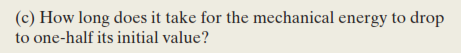 (c) How long does it take for the mechanical energy to drop
to one-half its initial value?